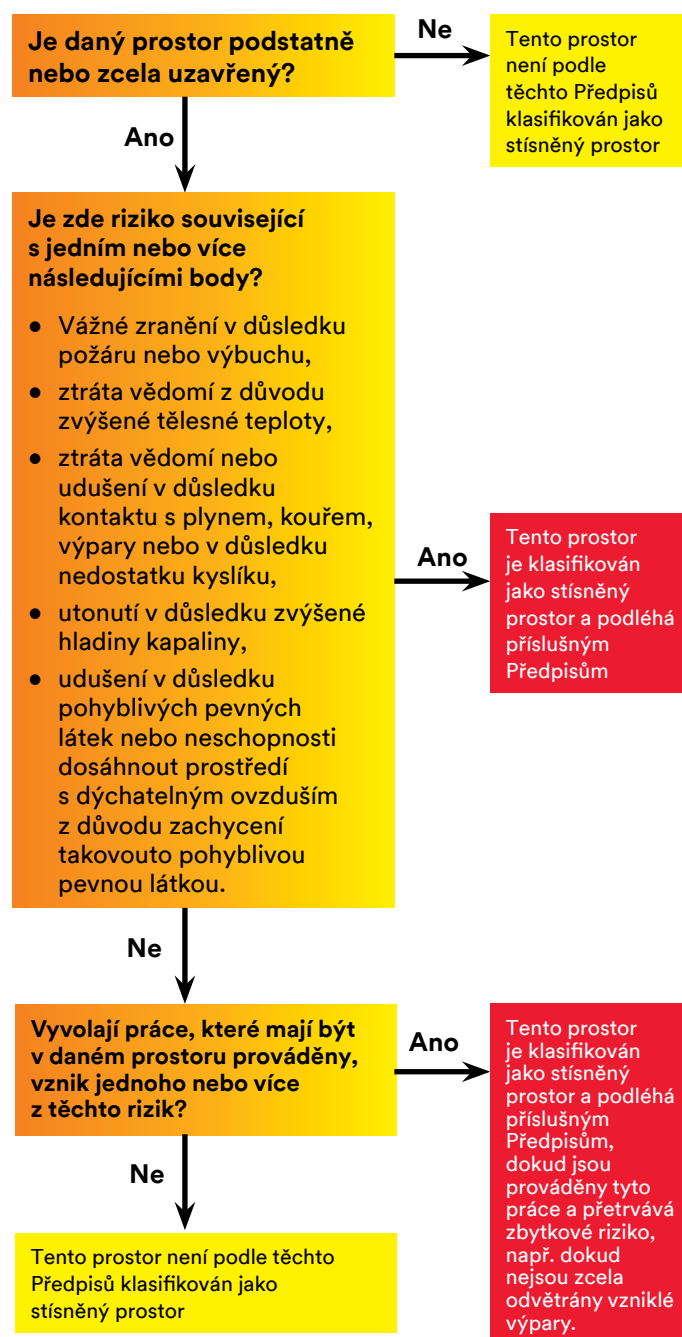 Je daný prostor podstatně
nebo zcela uzavřený?
Ne
Tento prostor
není podle
těchto Předpisů
klasifikován jako
stísněný prostor
Ano
Je zde riziko související
s jedním nebo více
následujícími body?
● Vážné zranění v důsledku
požáru nebo výbuchu,
● ztráta vědomí z důvodu
zvýšené tělesné teploty,
● ztráta vědomí nebo
udušení v důsledku
kontaktu s plynem, kouřem,
výpary nebo v důsledku
nedostatku kyslíku,
● utonutí v důsledku zvýšené
hladiny kapaliny,
● udušení v důsledku
pohyblivých pevných
látek nebo neschopnosti
dosáhnout prostředí
s dýchatelným ovzduším
z důvodu zachycení
takovouto pohyblivou
pevnou látkou.
Ano
Tento prostor
je klasifikován
jako stísněný
prostor a podléhá
příslušným
Předpisům
Ne
Vyvolají práce, které mají být
v daném prostoru prováděny,
vznik jednoho nebo více
z těchto rizik?
Ano
Tento prostor
je klasifikován
jako stísněný
prostor a podléhá
příslušným
Předpisům,
dokud jsou
prováděny tyto
práce a přetrvává
zbytkové riziko,
např. dokud
nejsou zcela
odvětrány vzniklé
výpary.
Ne
Tento prostor není podle těchto
Předpisů klasifikován jako
stísněný prostor